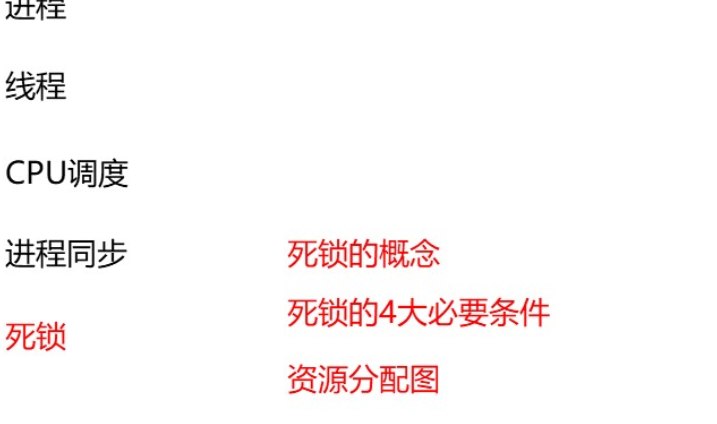 进程
线程
CPU调度
进程同步
死锁
死锁的概念
死锁的4大必要条件
资源分配图